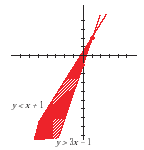 y < x + 1
y > 3x − 1